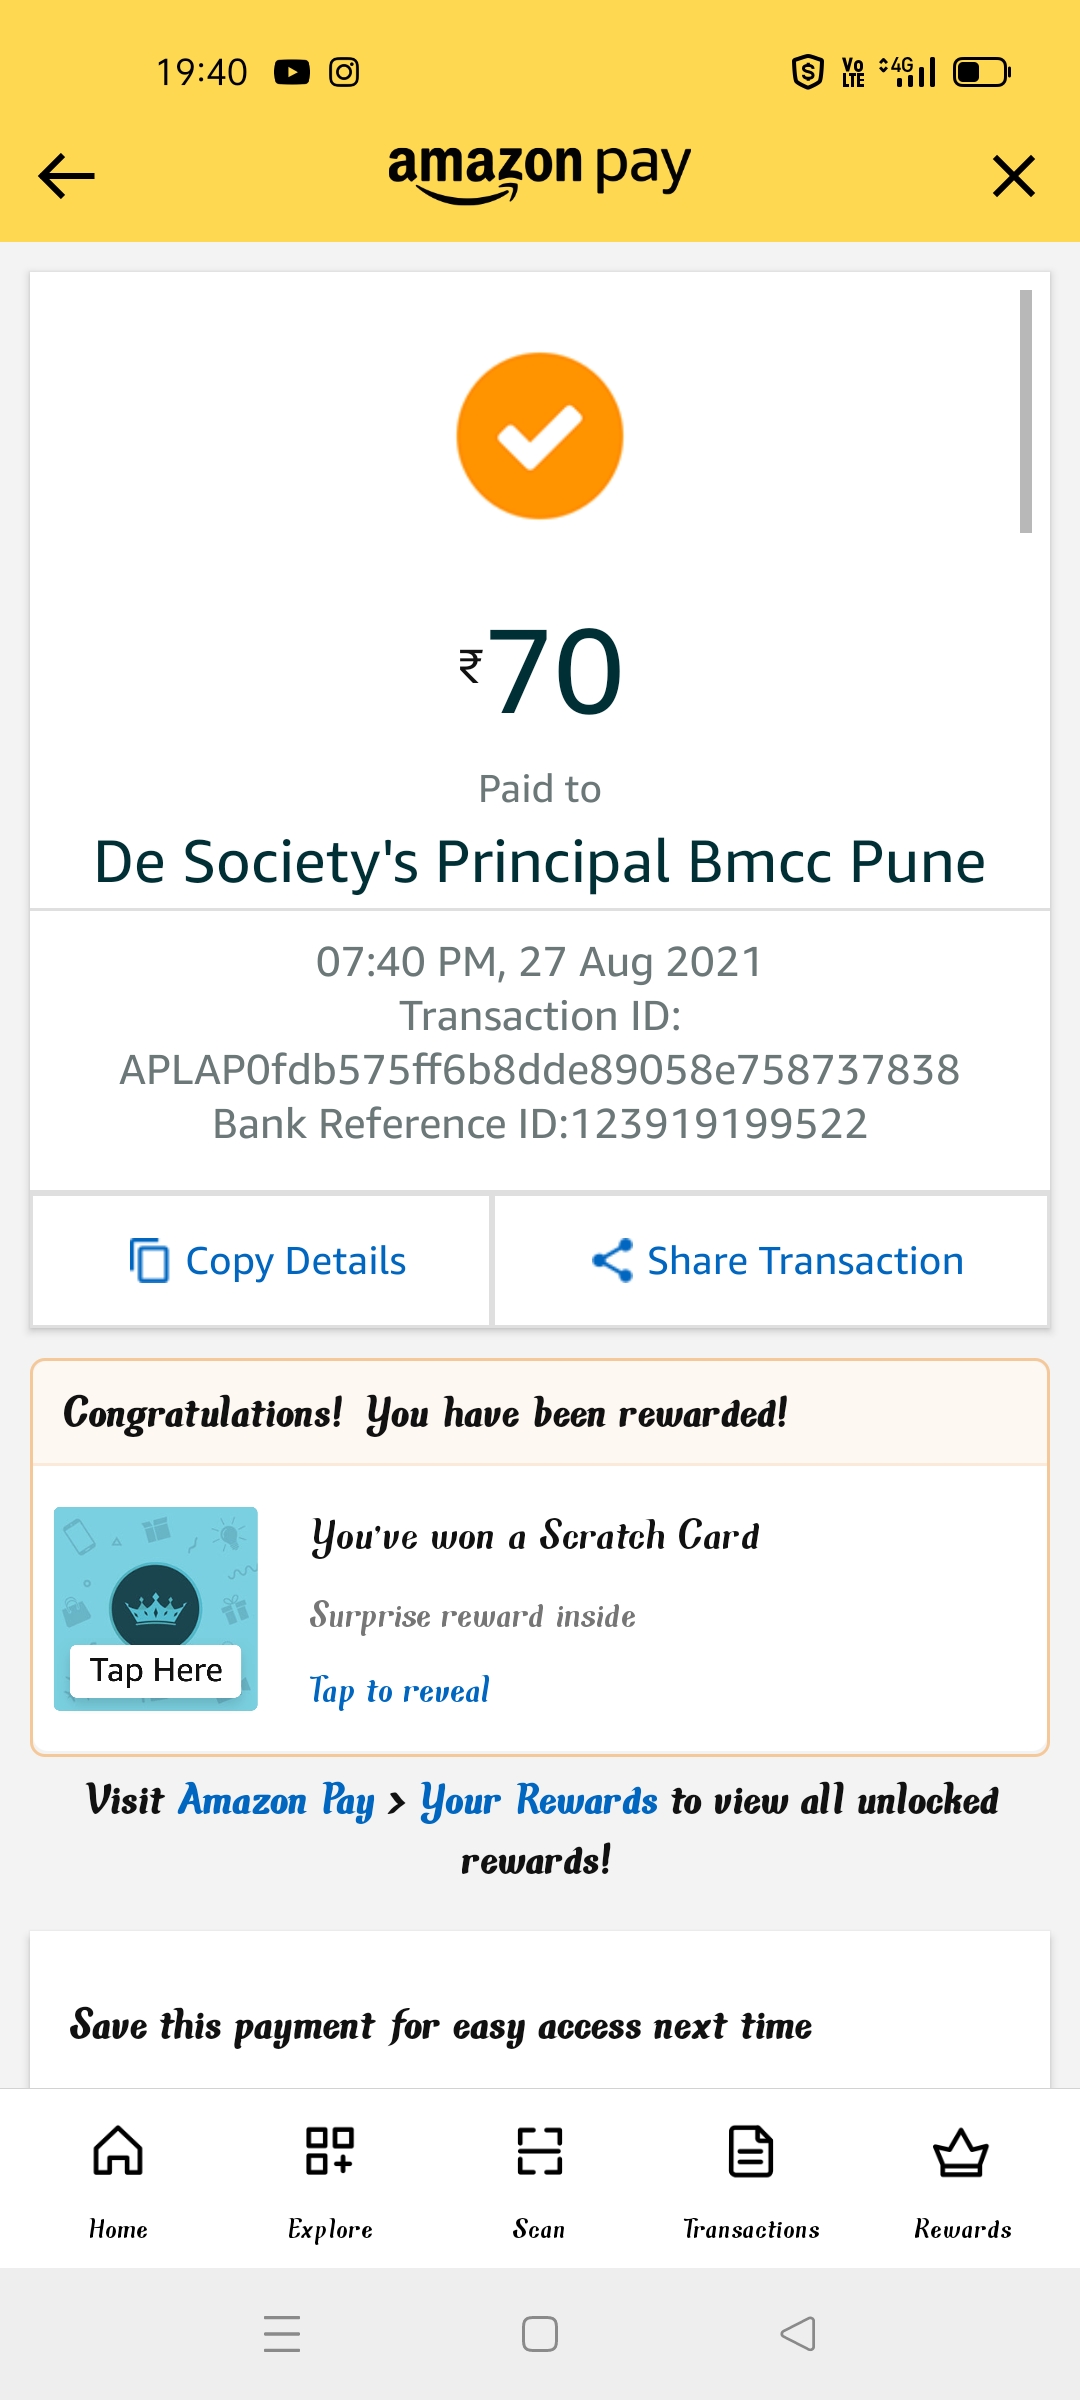 19:40
Vo LTE 4G
amazon pay
₹70
Paid to
De Society's Principal Bmcc Pune
07:40 PM, 27 Aug 2021
Transaction ID:
APLAP0fdb575ff6b8dde89058e758737838
Bank Reference ID:123919199522
Copy Details
Share Transaction
Congratulations! You have been rewarded!
You've won a Scratch Card
Surprise reward inside
Tap Here
Tap to reveal
Visit Amazon Pay > Your Rewards to view all unlocked
rewards!
Save this payment for easy access next time
Home Explore Scan Transactions Rewards